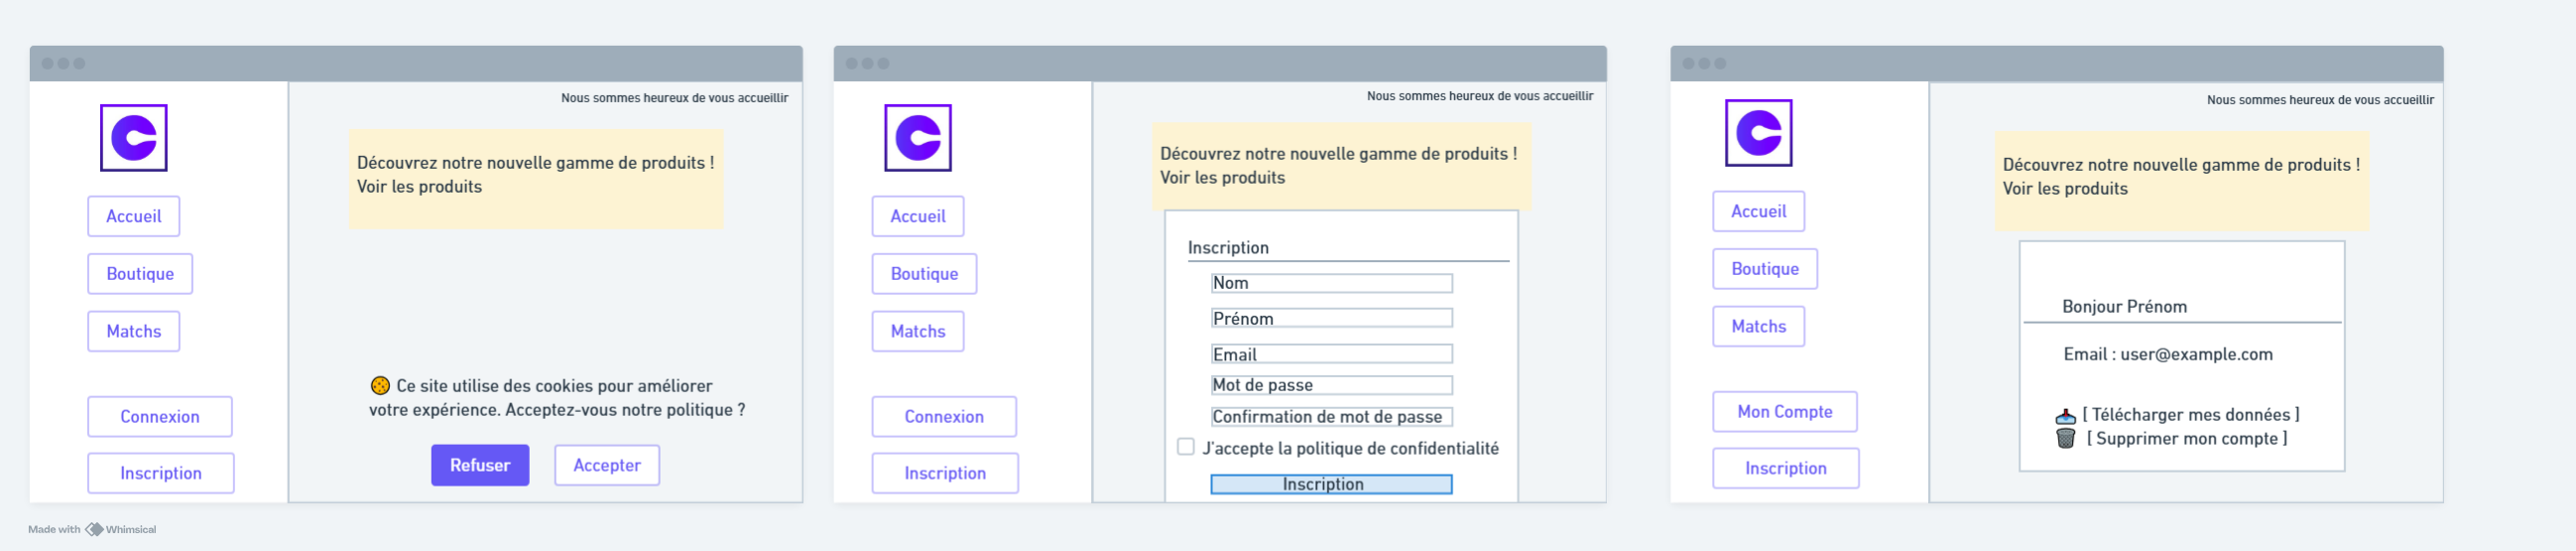 Nous sommes heureux de vous accueillir
Découvrez notre nouvelle gamme de produits !
Voir les produits
Accueil
Boutique
Matchs
Connexion
Inscription
🍪 Ce site utilise des cookies pour améliorer
votre expérience. Acceptez-vous notre politique ?
Refuser
Accepter
Nous sommes heureux de vous accueillir
Découvrez notre nouvelle gamme de produits !
Voir les produits
Accueil
Boutique
Matchs
Connexion
Inscription
Inscription
Nom
Prénom
Email
Mot de passe
Confirmation de mot de passe
J'accepte la politique de confidentialité
Inscription
Nous sommes heureux de vous accueillir
Découvrez notre nouvelle gamme de produits !
Voir les produits
Accueil
Boutique
Matchs
Mon Compte
Inscription
Bonjour Prénom
Email : user@example.com
📥 [ Télécharger mes données ]
🗑️ [ Supprimer mon compte ]
Made with Whimsical